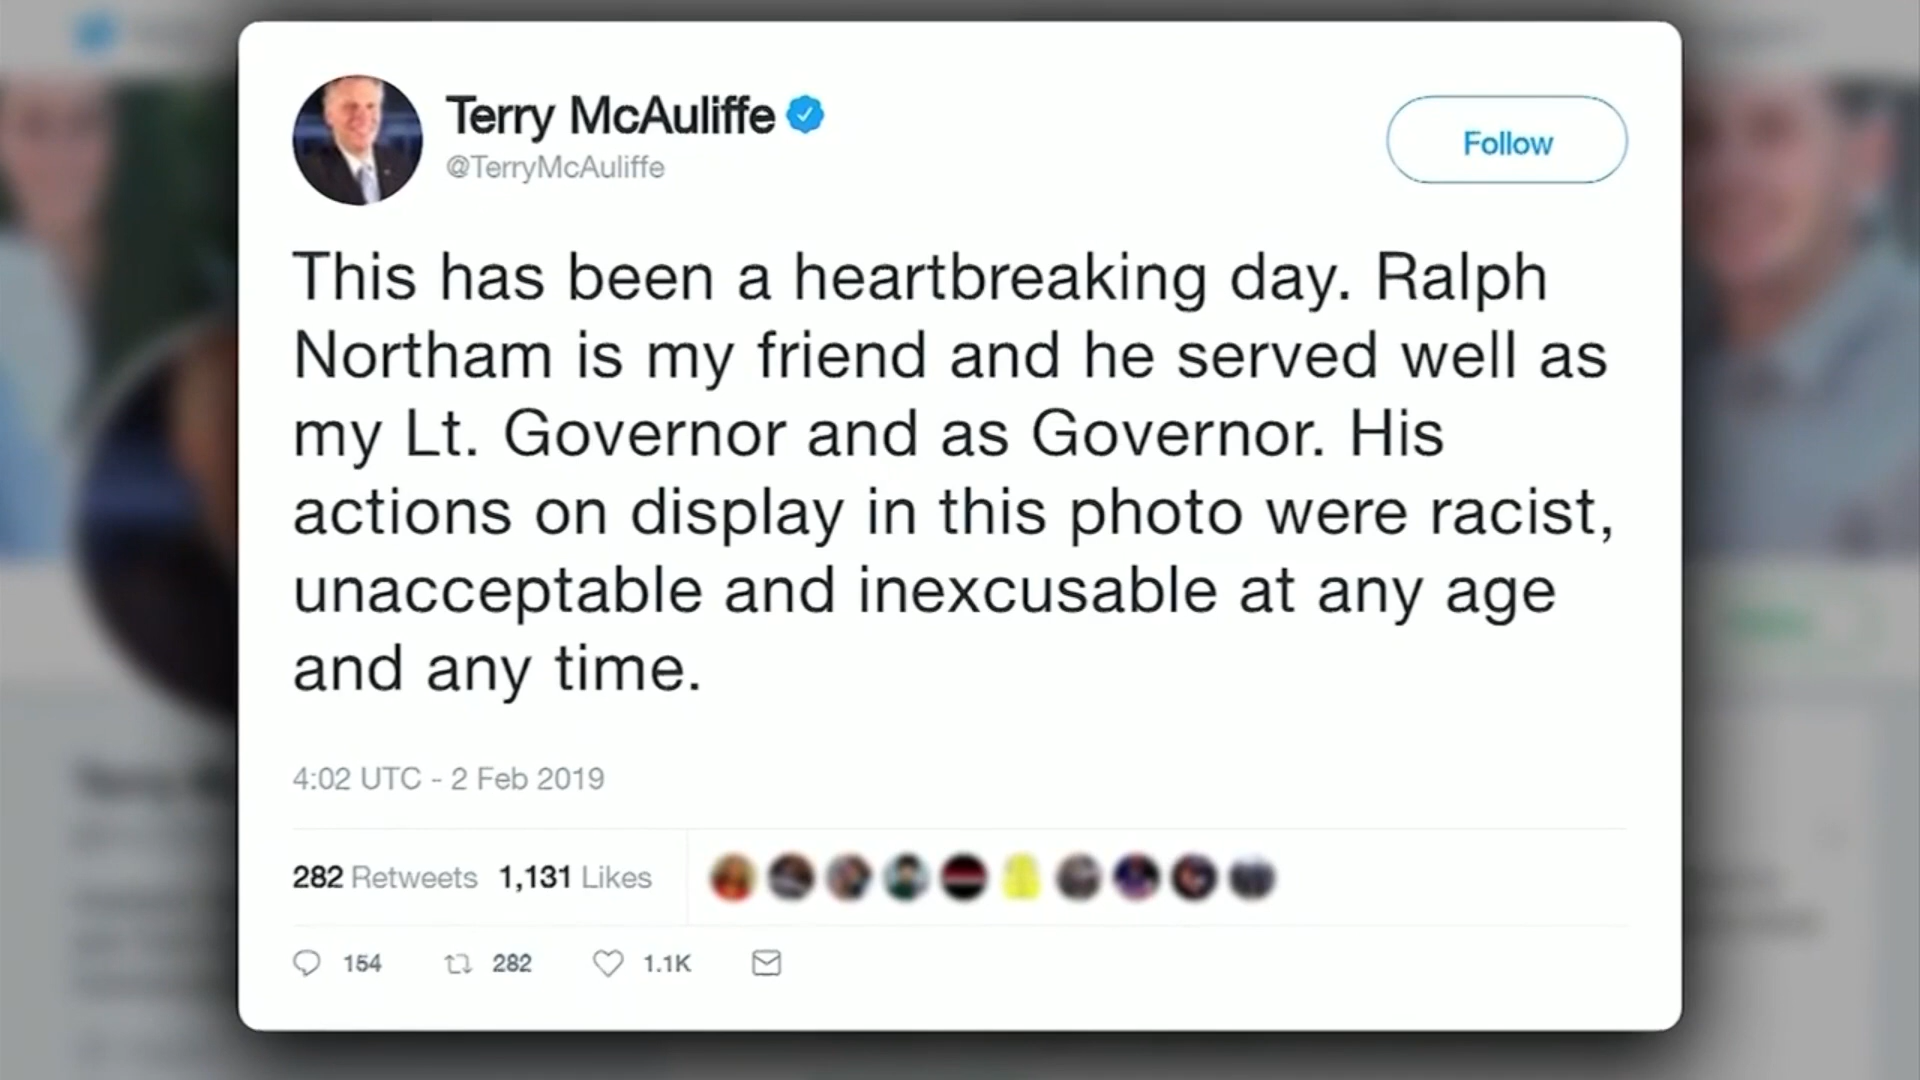 Terry McAuliffe
@TerryMcAuliffe
Follow
This has been a heartbreaking day. Ralph
Northam is my friend and he served well as
my Lt. Governor and as Governor. His
actions on display in this photo were racist,
unacceptable and inexcusable at any age
and any time.
4:02 UTC - 2 Feb 2019
282 Retweets 1,131 Likes
154 282 1.1K